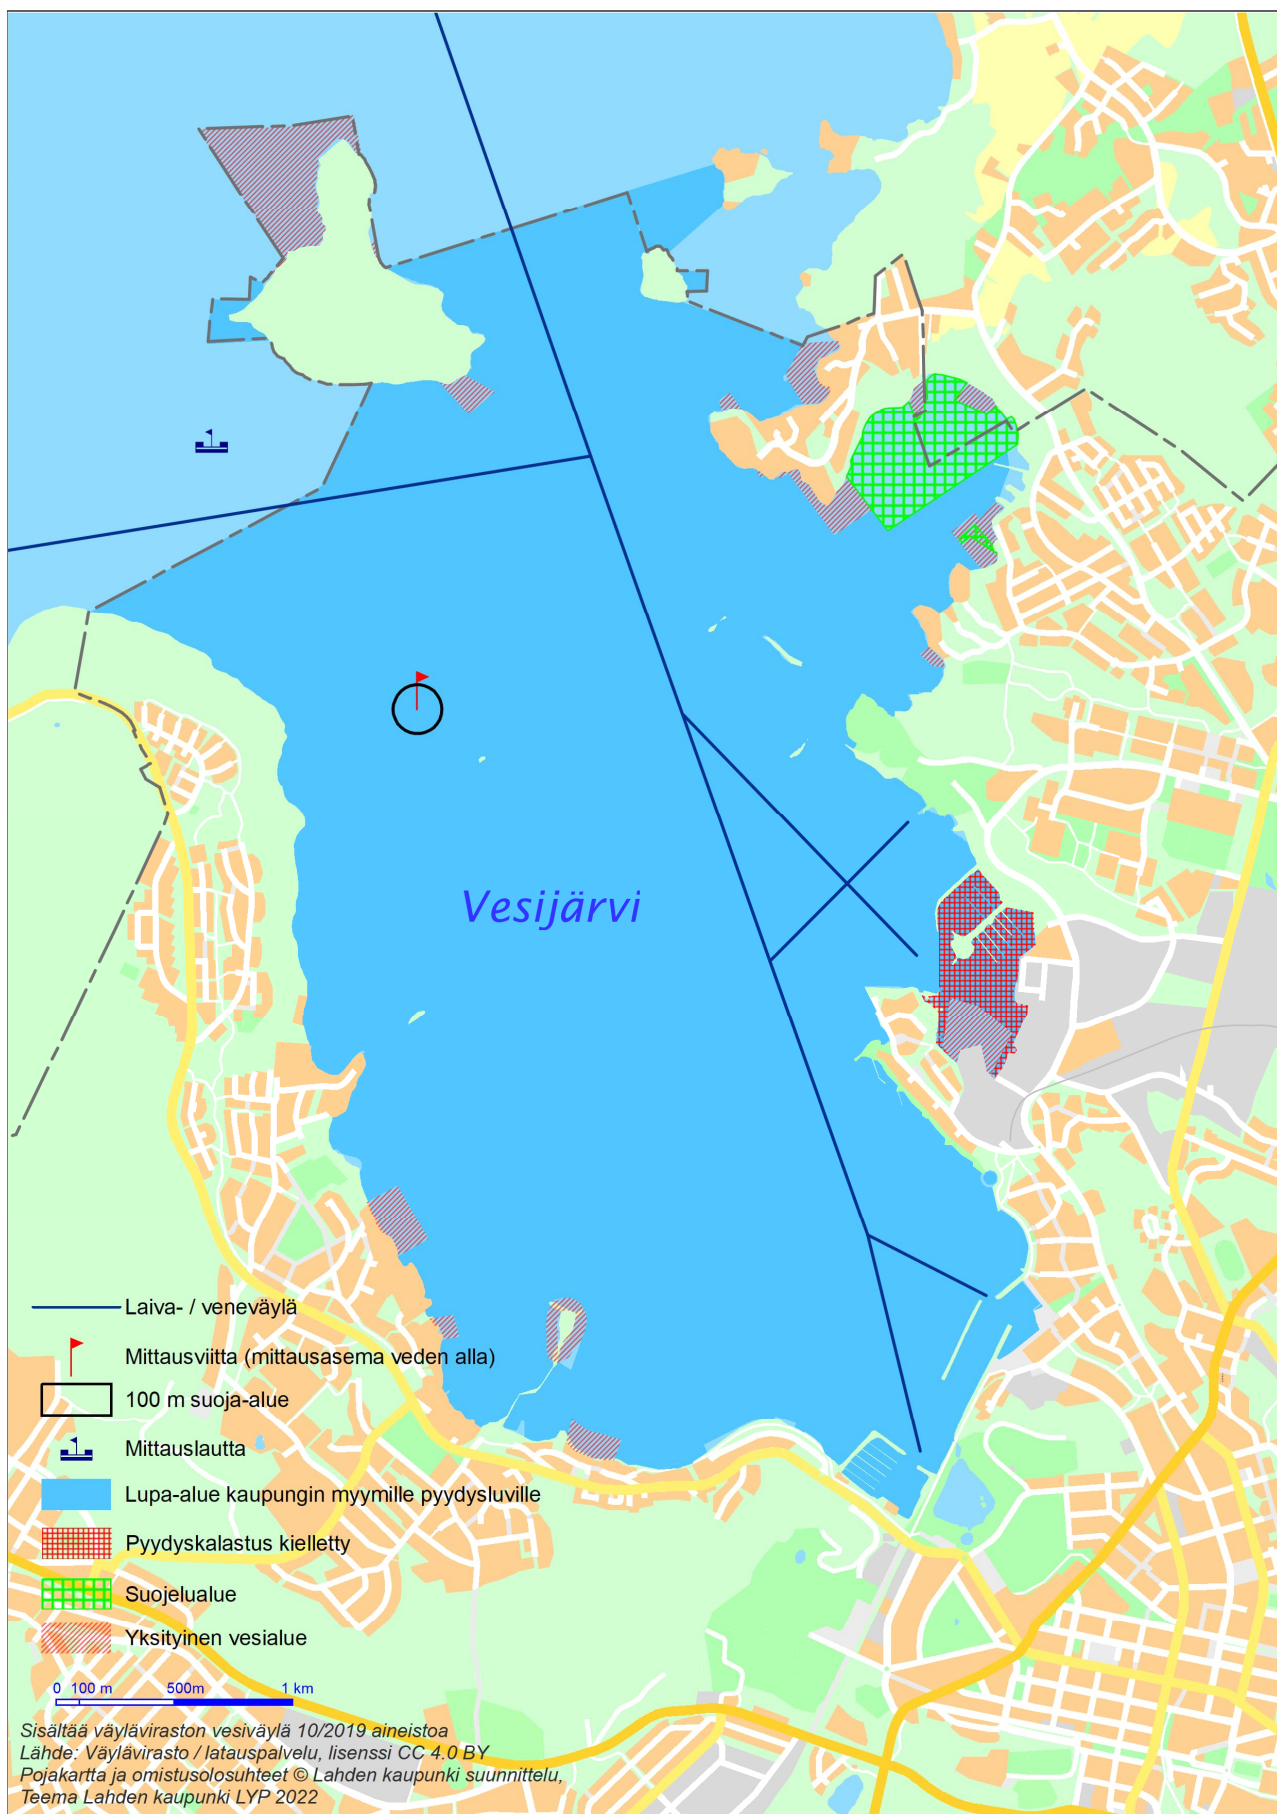 Vesijärvi
Laiva- / veneväylä
Mittausviitta (mittausasema veden alla)
100 m suoja-alue
Mittauslautta
Lupa-alue kaupungin myymille pyydysluville
Pyydyskalastus kielletty
Suojelualue
Yksityinen vesialue
0 100 m 500m 1 km
Sisältää väyläviraston vesiväylä 10/2019 aineistoa
Lähde: Väylävirasto / latauspalvelu, lisenssi CC 4.0 BY
Pojakartta ja omistusolosuhteet © Lahden kaupunki suunnittelu,
Teema Lahden kaupunki LYP 2022